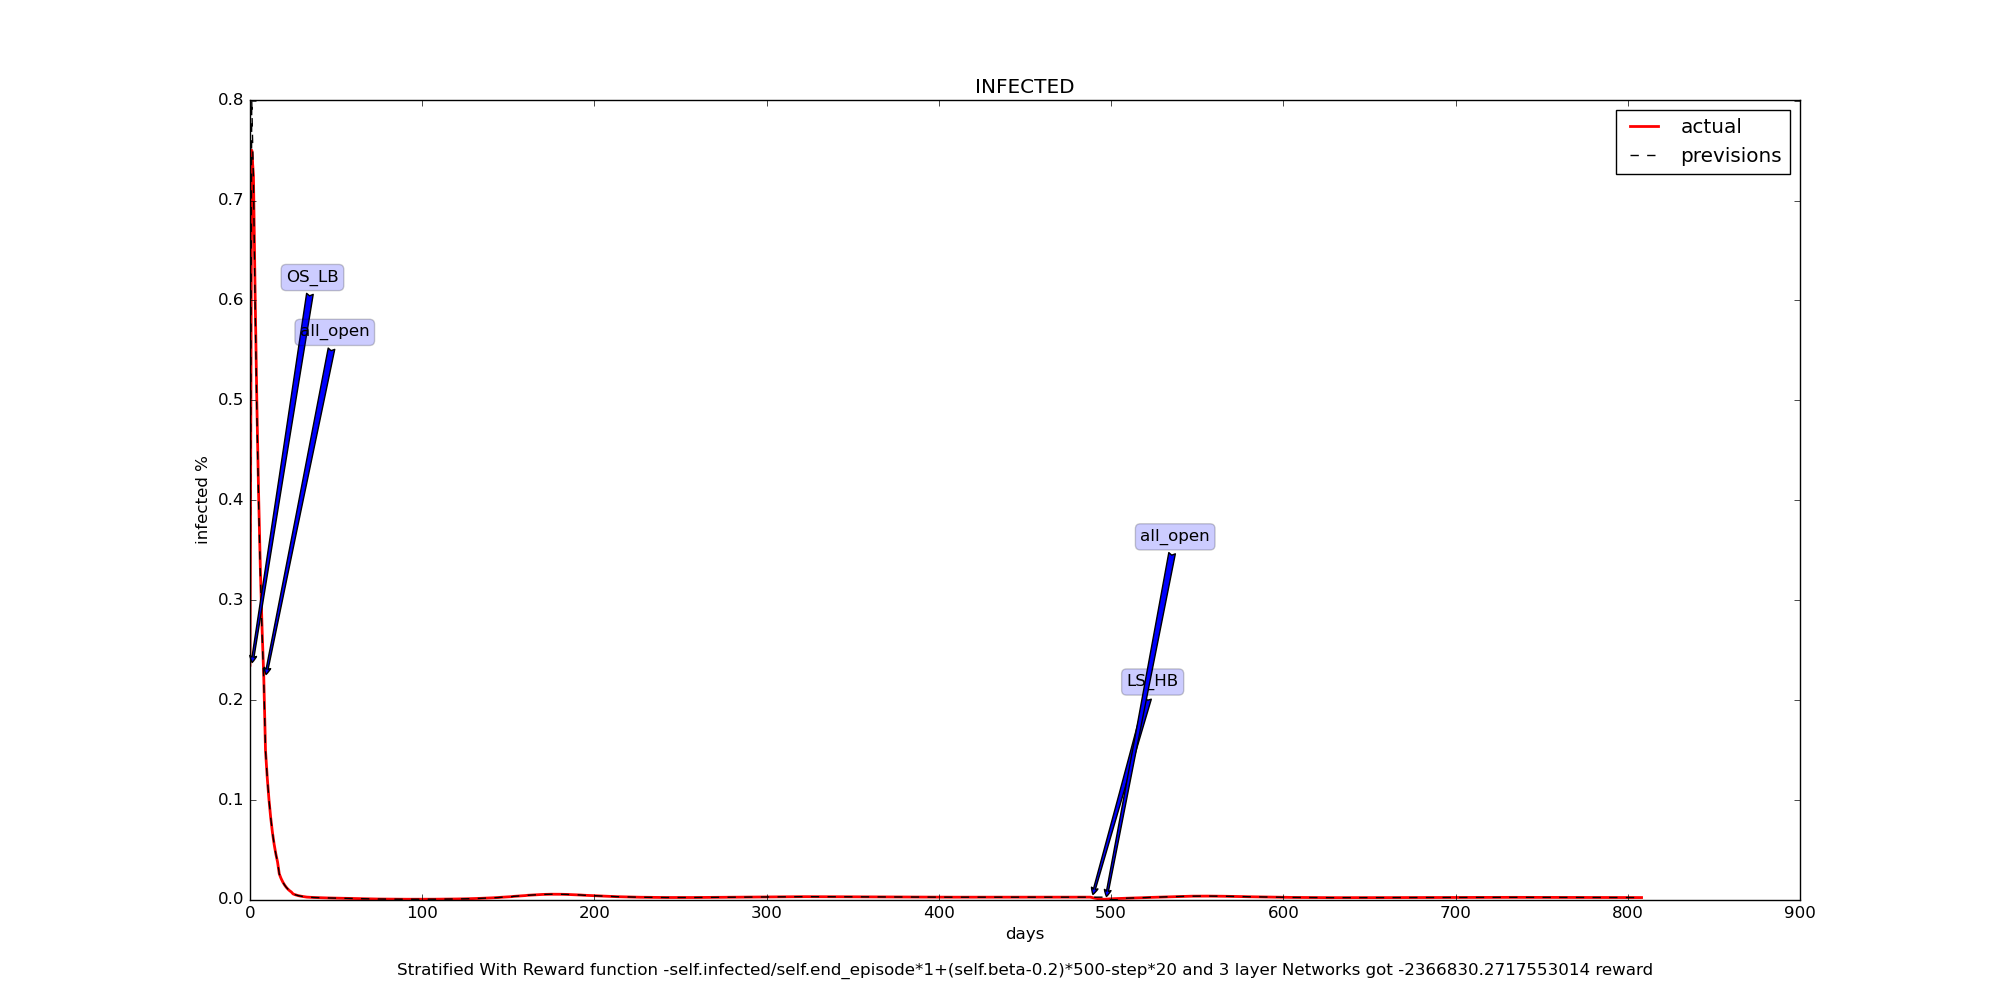 INFECTED
0.8
0.7
0.6
0.5
0.4
0.3
0.2
0.1
0.0
infected %
actual
previsions
OS_LB
all_open
all_open
LS_HB
0 100 200 300 400 500 600 700 800 900
days
Stratified With Reward function -self.infected/self.end_episode*1+(self.beta-0.2)*500-step*20 and 3 layer Networks got -2366830.2717553014 reward